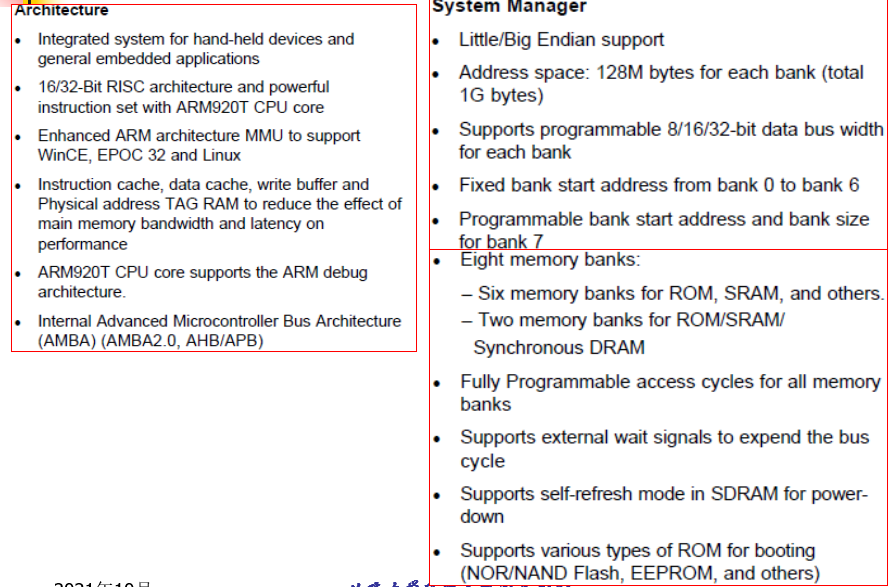 Architecture
• Integrated system for hand-held devices and
general embedded applications
• 16/32-Bit RISC architecture and powerful
instruction set with ARM920T CPU core
• Enhanced ARM architecture MMU to support
WinCE, EPOC 32 and Linux
• Instruction cache, data cache, write buffer and
Physical address TAG RAM to reduce the effect of
main memory bandwidth and latency on
performance
• ARM920T CPU core supports the ARM debug
architecture.
• Internal Advanced Microcontroller Bus Architecture
(AMBA) (AMBA2.0, AHB/APB)
System Manager
• Little/Big Endian support
• Address space: 128M bytes for each bank (total
1G bytes)
• Supports programmable 8/16/32-bit data bus width
for each bank
• Fixed bank start address from bank 0 to bank 6
• Programmable bank start address and bank size
for bank 7
• Eight memory banks:
– Six memory banks for ROM, SRAM, and others.
– Two memory banks for ROM/SRAM/
Synchronous DRAM
• Fully Programmable access cycles for all memory
banks
• Supports external wait signals to expend the bus
cycle
• Supports self-refresh mode in SDRAM for power-
down
• Supports various types of ROM for booting
(NOR/NAND Flash, EEPROM, and others)
2021年10月